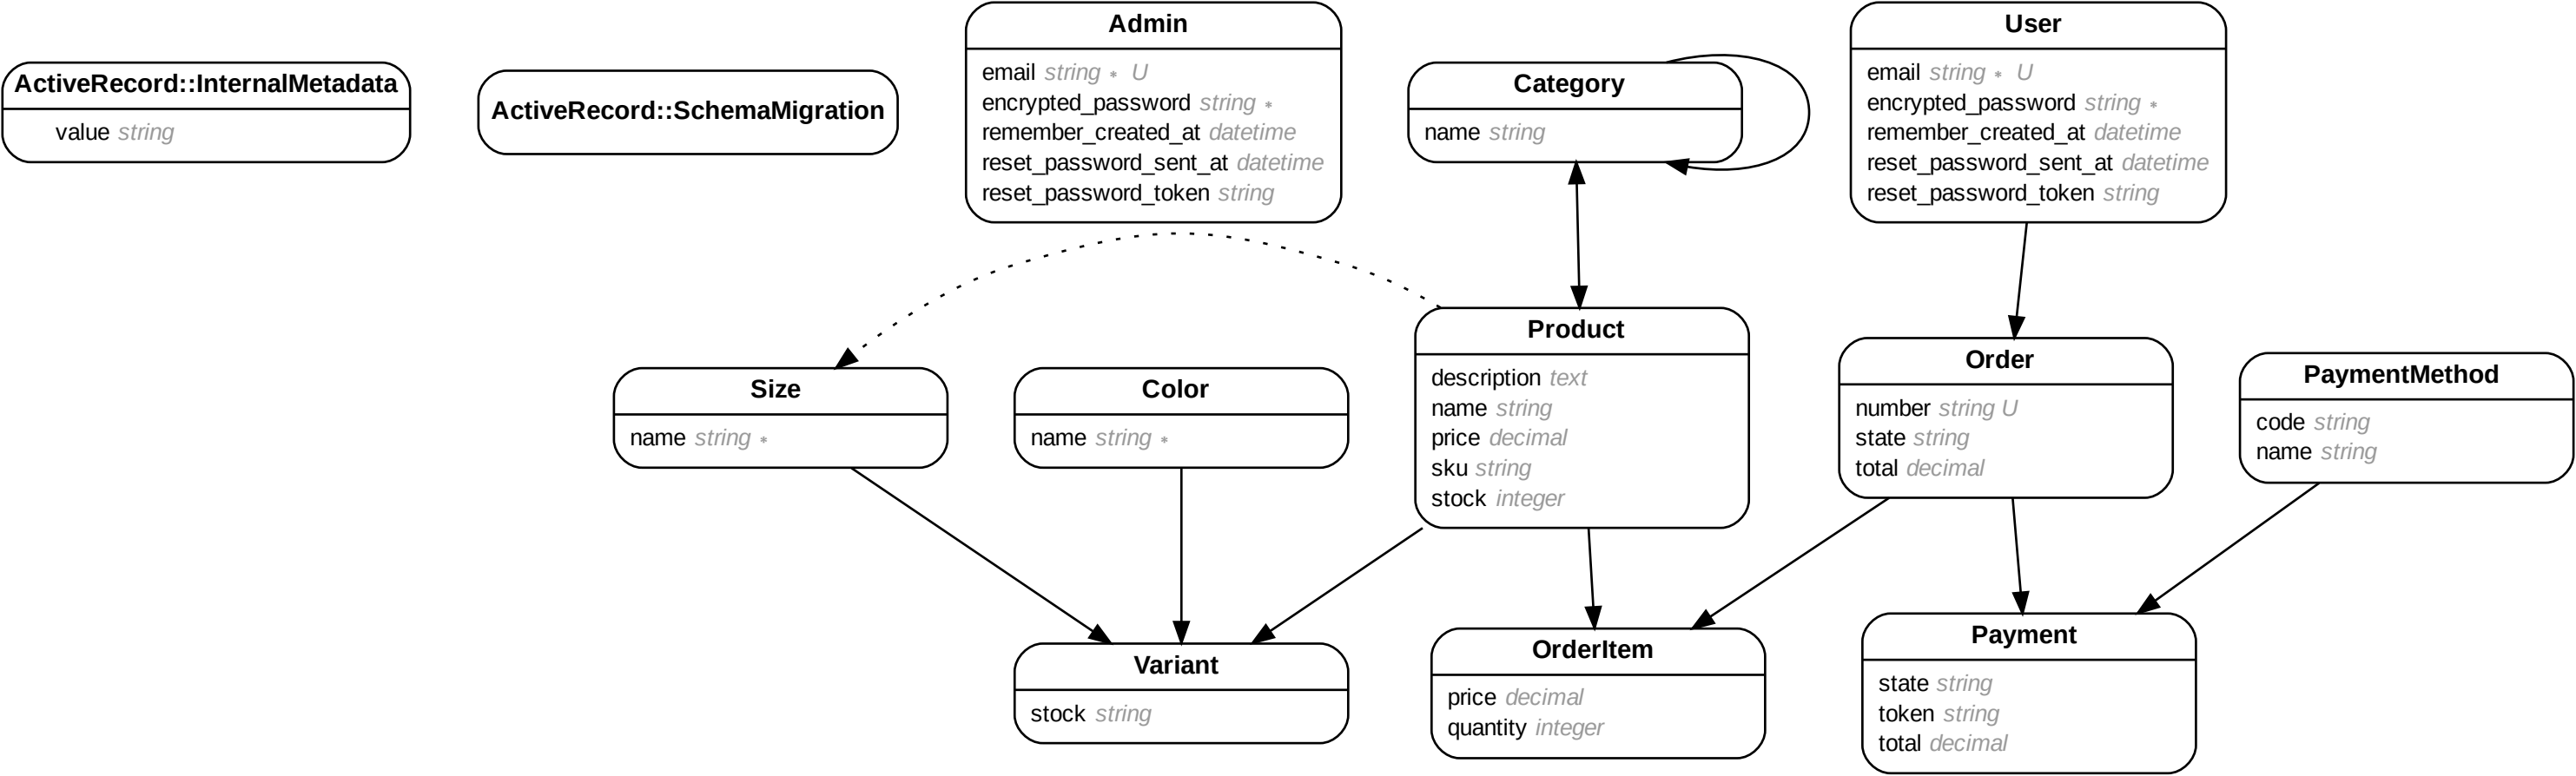 ActiveRecord::InternalMetadata
value string
ActiveRecord::SchemaMigration
Admin
email string * U
encrypted_password string *
remember_created_at datetime
reset_password_sent_at datetime
reset_password_token string
Category
name string
User
email string * U
encrypted_password string *
remember_created_at datetime
reset_password_sent_at datetime
reset_password_token string
Size
name string *
Color
name string *
Product
description text
name string
price decimal
sku string
stock integer
Order
number string U
state string
total decimal
PaymentMethod
code string
name string
Variant
stock string
OrderItem
price decimal
quantity integer
Payment
state string
token string
total decimal